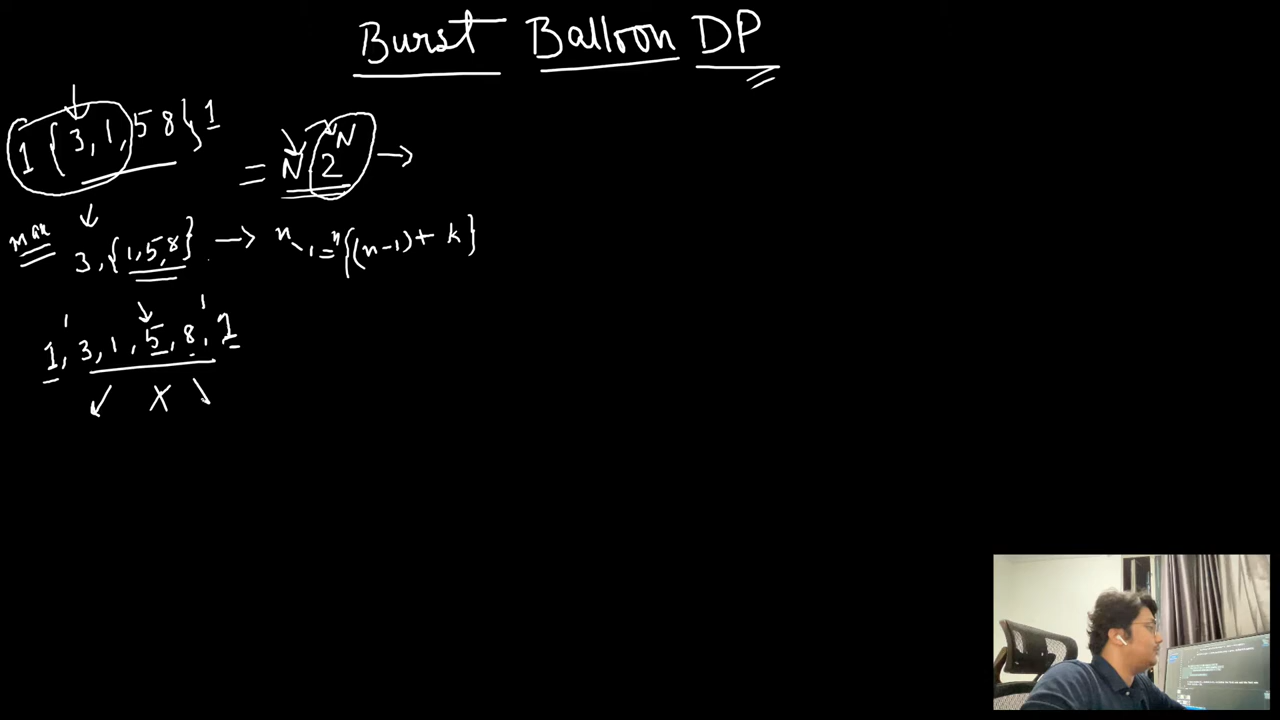 Burst Balloon DP
1 {3, 1, 5 8} 1
= N 2^N →
max 3, {1,5,8} → n
{(n-1) + k}
1, 3, 1, 5, 8, 1